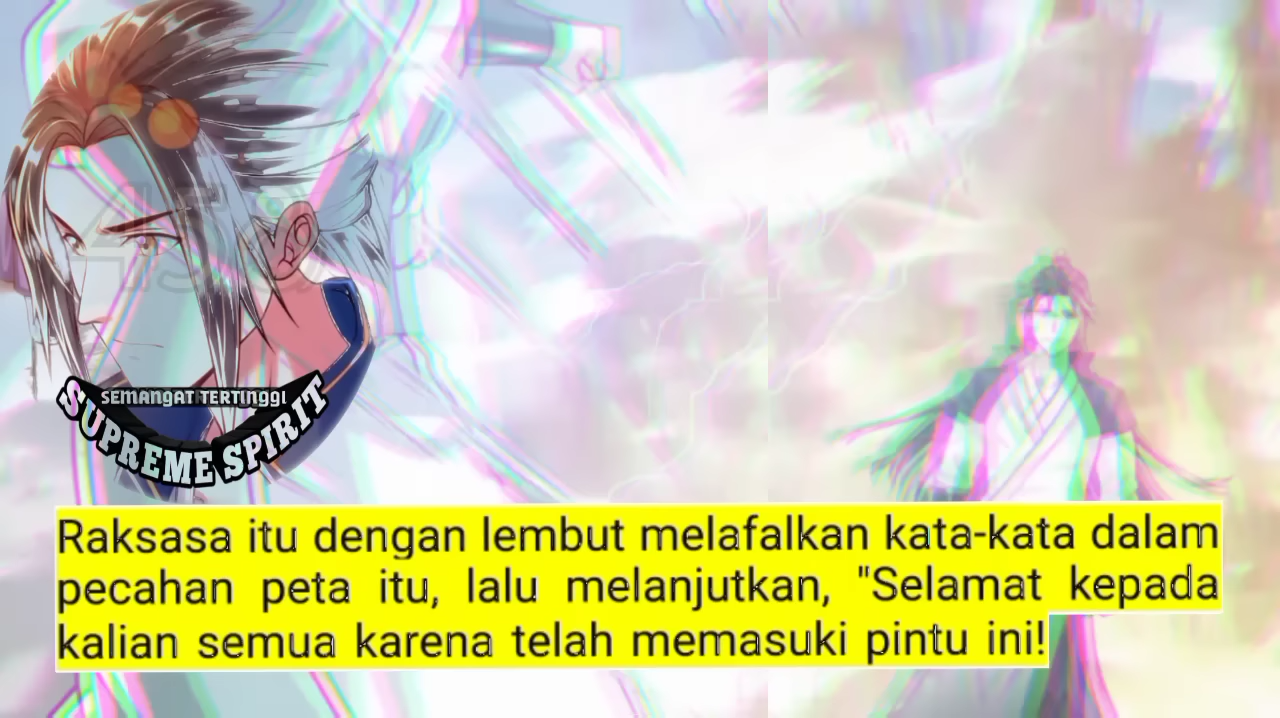 SEMANGAT TERTINGGI
SUPREME SPIRIT
Raksasa itu dengan lembut melafalkan kata-kata dalam
pecahan peta itu, lalu melanjutkan, "Selamat kepada
kalian semua karena telah memasuki pintu ini!